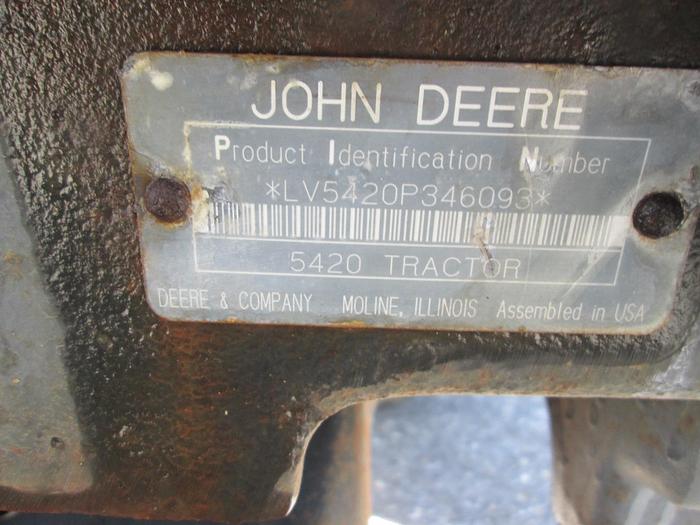 JOHN DEERE
Product Identification Number
*LV5420P346093*
5420 TRACTOR
DEERE & COMPANY MOLINE, ILLINOIS Assembled in USA